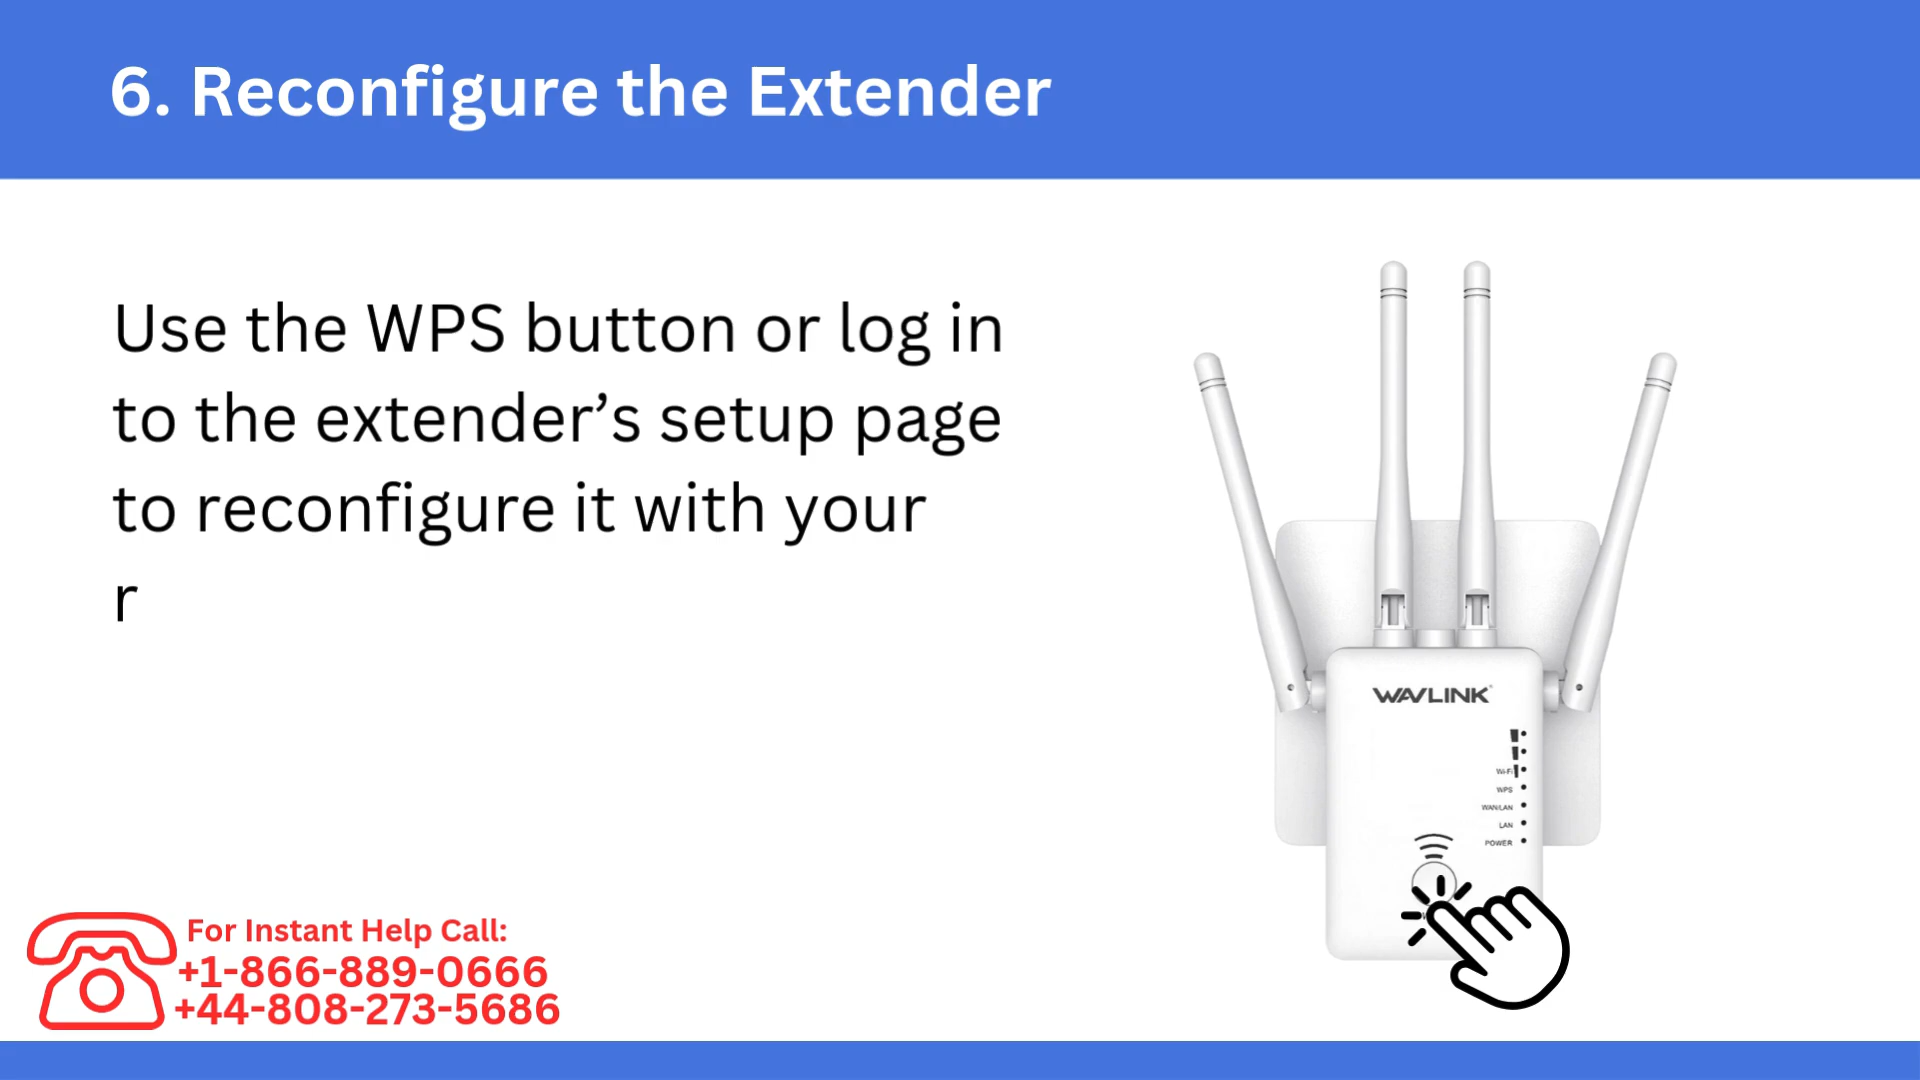 6. Reconfigure the Extender
Use the WPS button or log in
to the extender’s setup page
to reconfigure it with your
r
WAVLINK
Wi-Fi
WPS
WAN/LAN
LAN
POWER
For Instant Help Call:
+1-866-889-0666
+44-808-273-5686